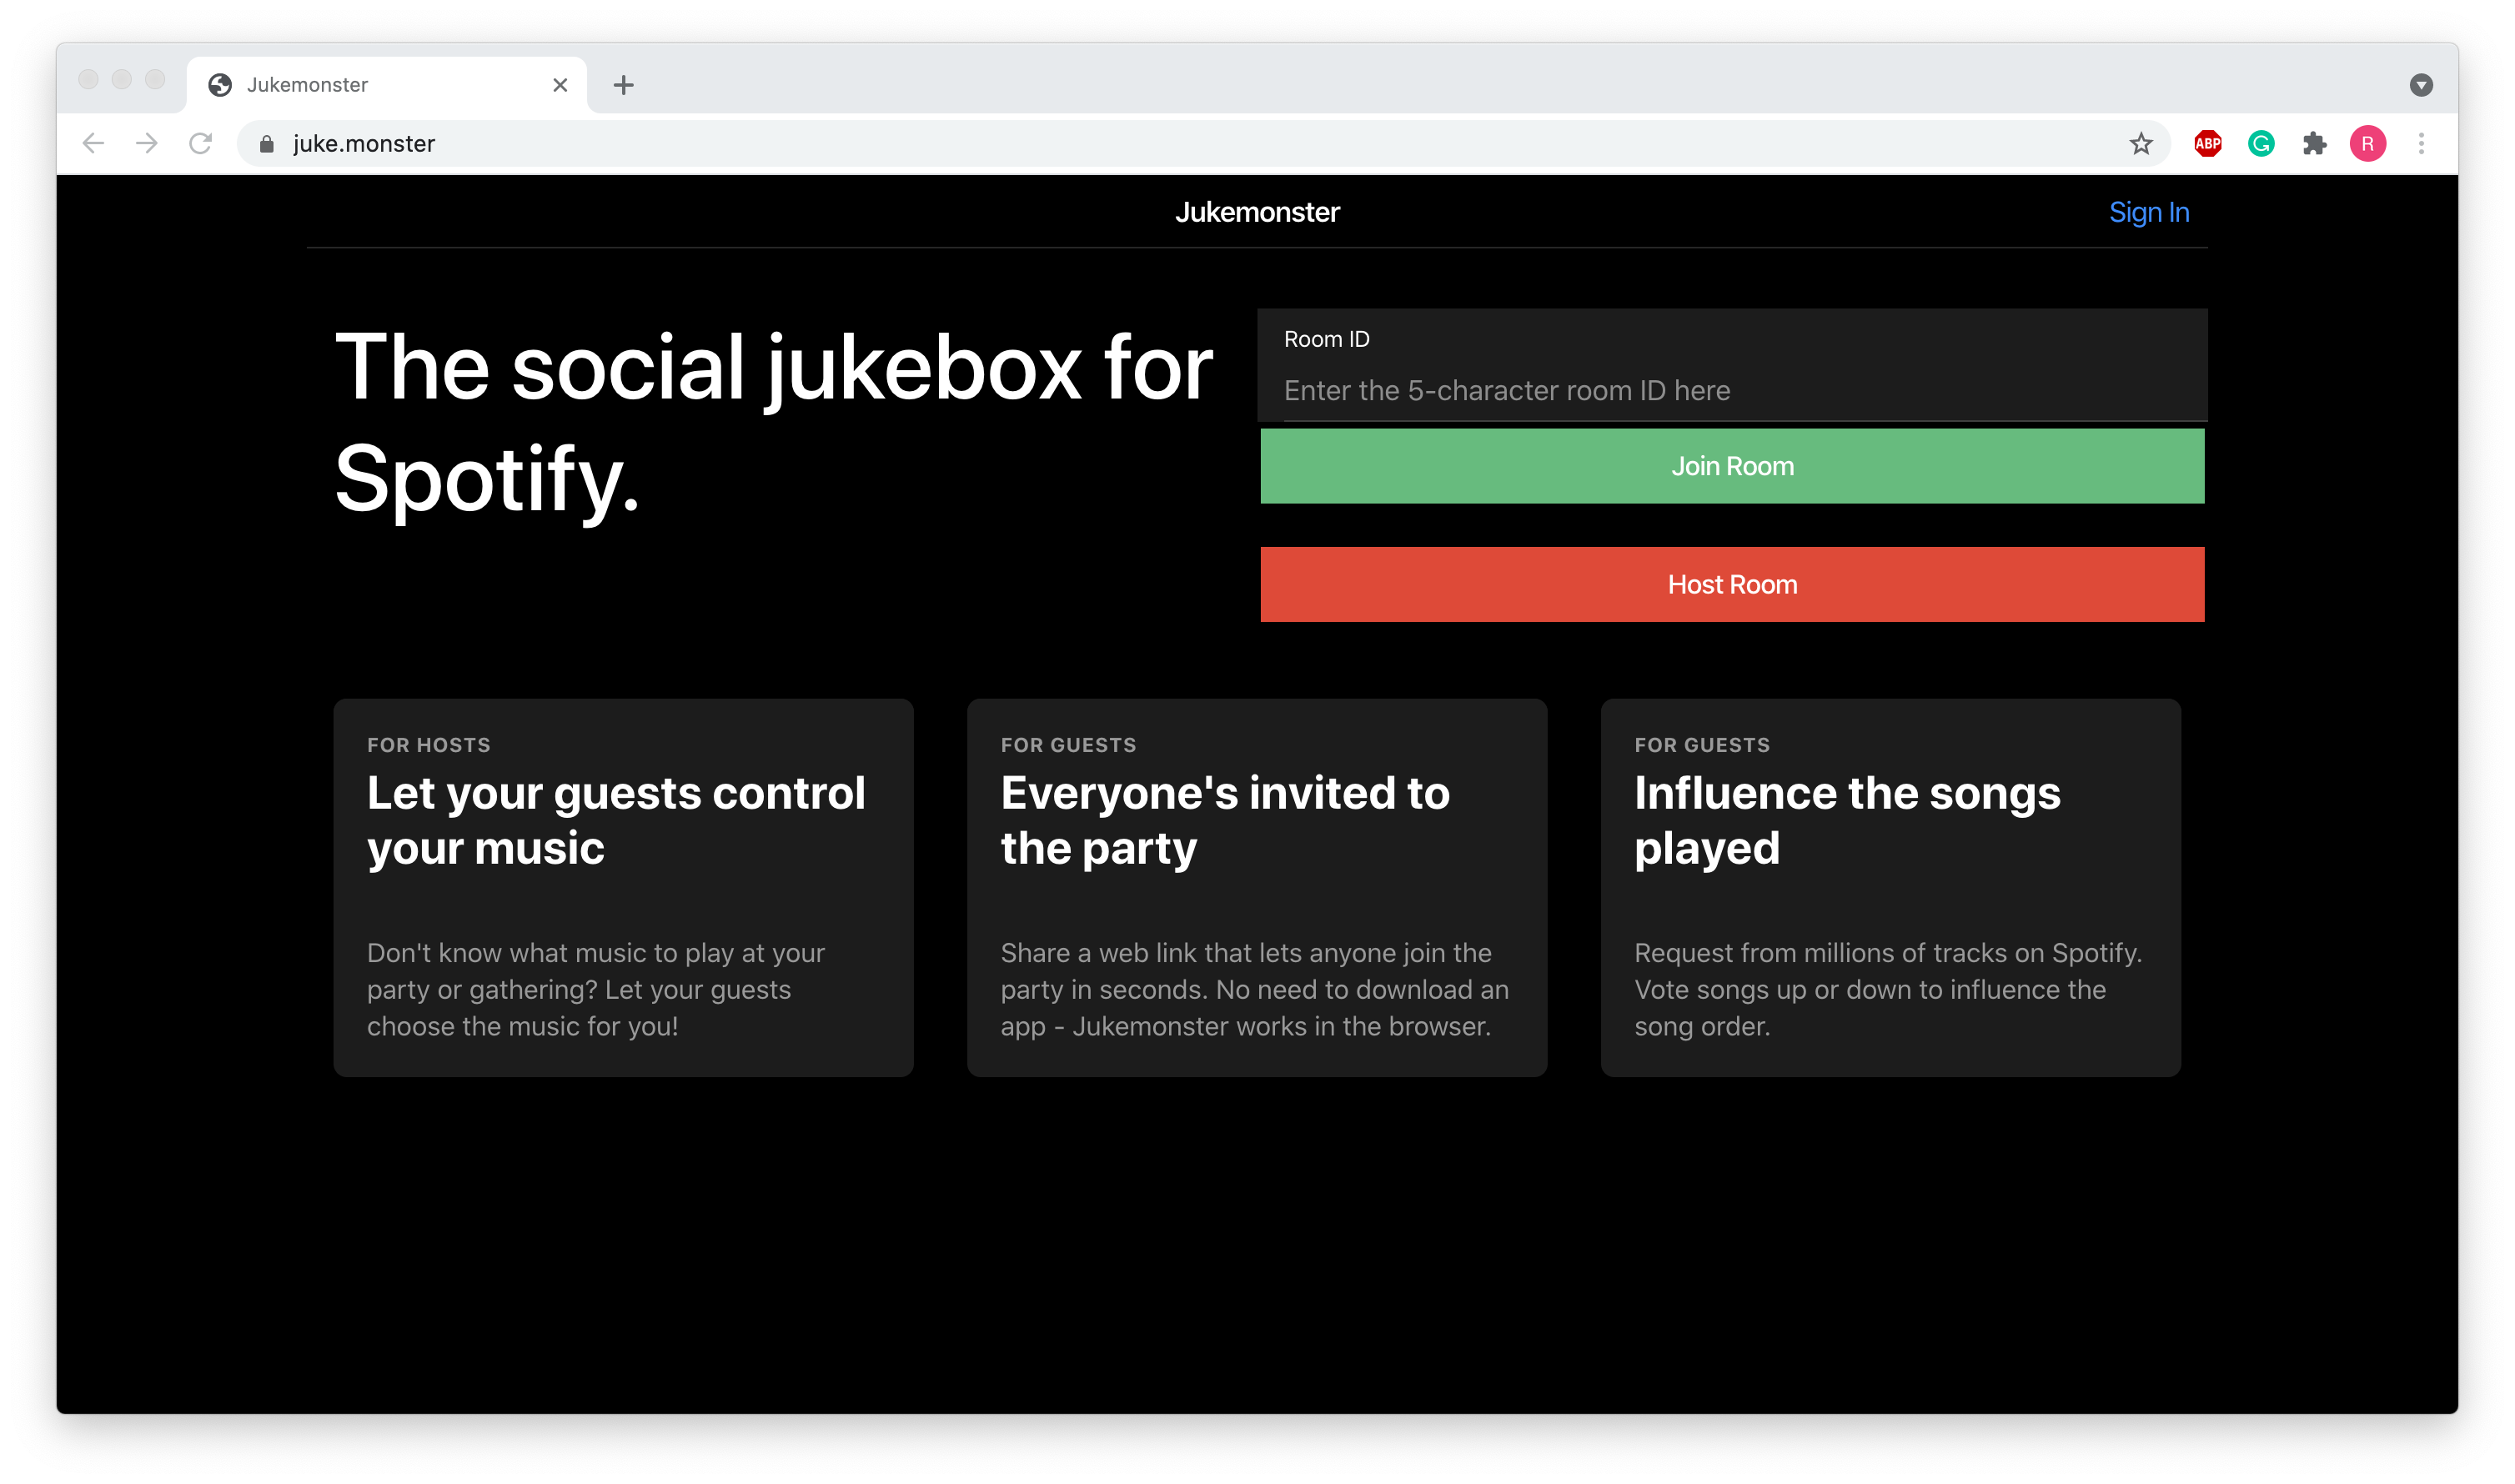 Jukemonster
juke.monster
ABP
R
Jukemonster
Sign In
The social jukebox for
Spotify.
Room ID
Enter the 5-character room ID here
Join Room
Host Room
FOR HOSTS
Let your guests control
your music
Don't know what music to play at your
party or gathering? Let your guests
choose the music for you!
FOR GUESTS
Everyone's invited to
the party
Share a web link that lets anyone join the
party in seconds. No need to download an
app - Jukemonster works in the browser.
FOR GUESTS
Influence the songs
played
Request from millions of tracks on Spotify.
Vote songs up or down to influence the
song order.